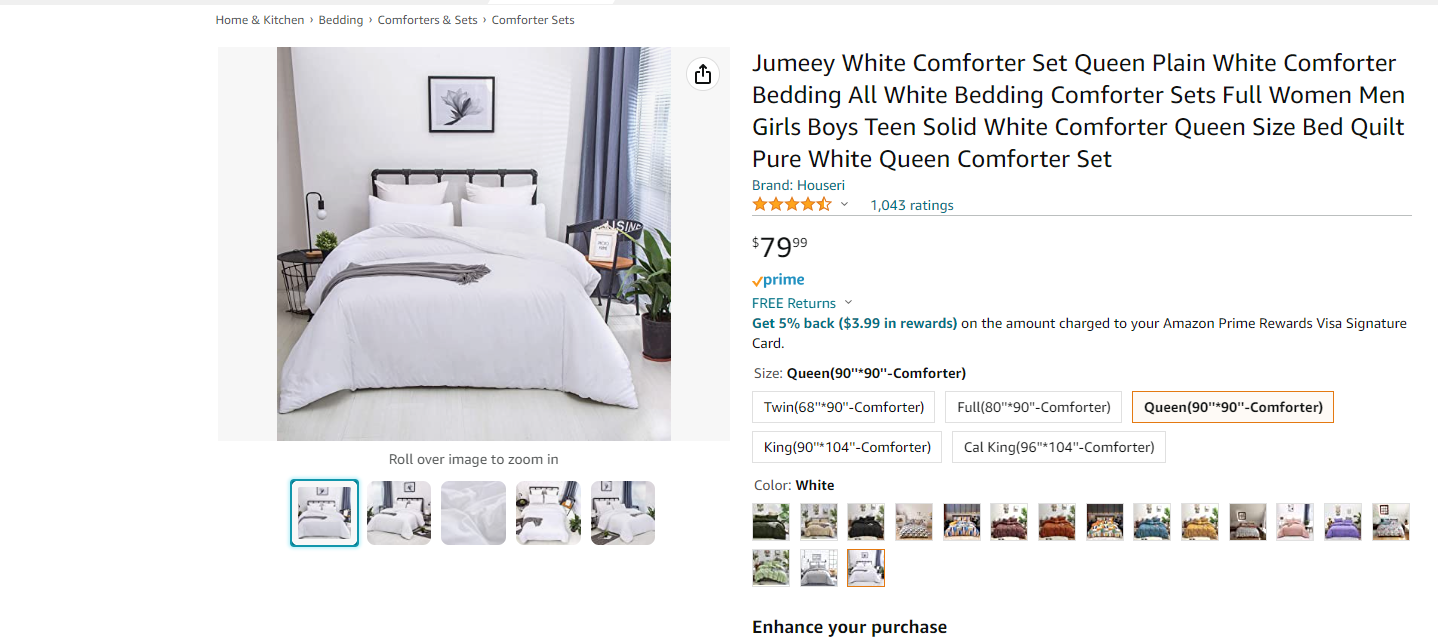 Home & Kitchen › Bedding › Comforters & Sets › Comforter Sets
Jumeey White Comforter Set Queen Plain White Comforter
Bedding All White Bedding Comforter Sets Full Women Men
Girls Boys Teen Solid White Comforter Queen Size Bed Quilt
Pure White Queen Comforter Set
Brand: Houseri
1,043 ratings
$79.99
prime
FREE Returns
Get 5% back ($3.99 in rewards) on the amount charged to your Amazon Prime Rewards Visa Signature
Card.
Size: Queen(90''*90''-Comforter)
Twin(68''*90''-Comforter)
Full(80''*90''-Comforter)
Queen(90''*90''-Comforter)
King(90''*104''-Comforter)
Cal King(96''*104''-Comforter)
Color: White
Roll over image to zoom in
Enhance your purchase